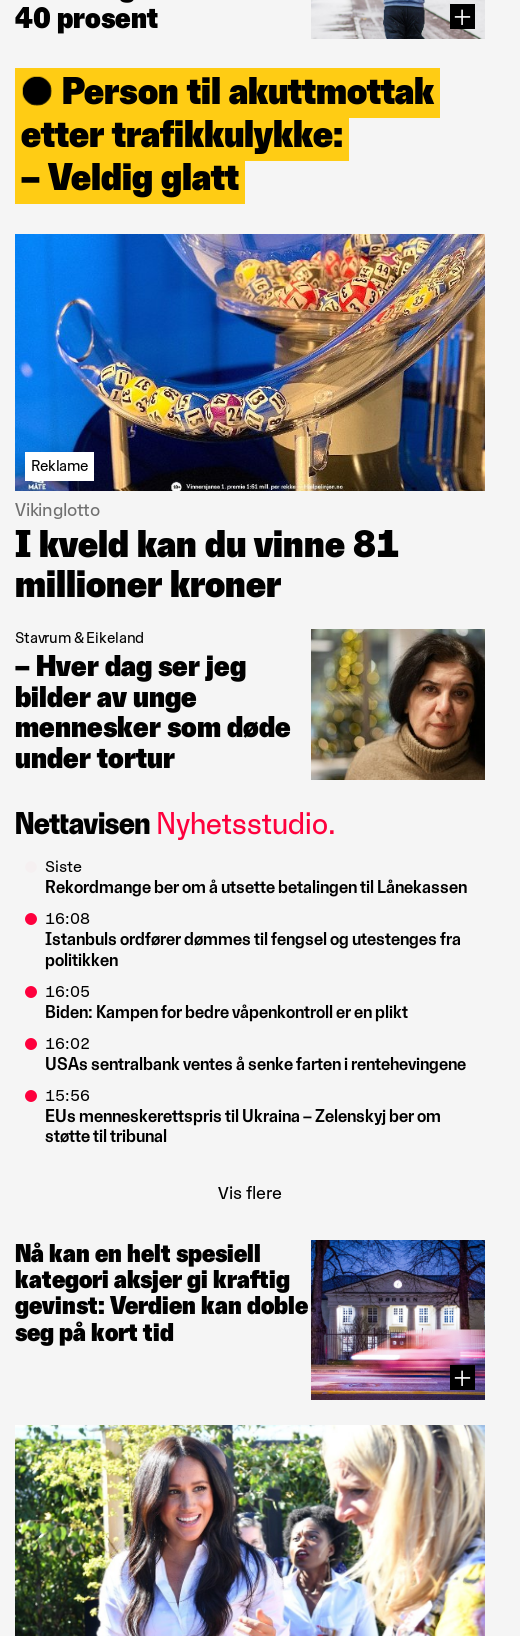 40 prosent
● Person til akuttmottak
etter trafikkulykke:
– Veldig glatt
Reklame
Vikinglotto
I kveld kan du vinne 81
millioner kroner
Stavrum & Eikeland
– Hver dag ser jeg
bilder av unge
mennesker som døde
under tortur
Nettavisen Nyhetsstudio.
Siste
Rekordmange ber om å utsette betalingen til Lånekassen
16:08
Istanbuls ordfører dømmes til fengsel og utestenges fra
politikken
16:05
Biden: Kampen for bedre våpenkontroll er en plikt
16:02
USAs sentralbank ventes å senke farten i rentehevingene
15:56
EUs menneskerettspris til Ukraina – Zelenskyj ber om
støtte til tribunal
Vis flere
Nå kan en helt spesiell
kategori aksjer gi kraftig
gevinst: Verdien kan doble
seg på kort tid